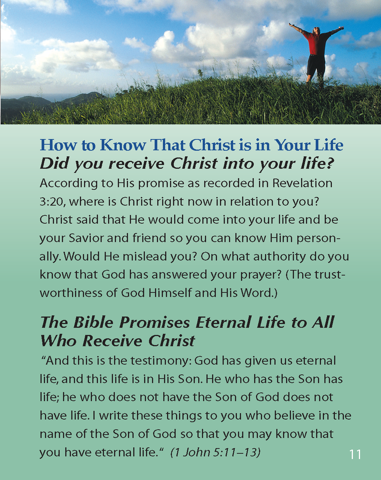 How to Know That Christ is in Your Life
Did you receive Christ into your life?
According to His promise as recorded in Revelation
3:20, where is Christ right now in relation to you?
Christ said that He would come into your life and be
your Savior and friend so you can know Him person-
ally. Would He mislead you? On what authority do you
know that God has answered your prayer? (The trust-
worthiness of God Himself and His Word.)
The Bible Promises Eternal Life to All
Who Receive Christ
"And this is the testimony: God has given us eternal
life, and this life is in His Son. He who has the Son has
life; he who does not have the Son of God does not
have life. I write these things to you who believe in the
name of the Son of God so that you may know that
you have eternal life." (1 John 5:11–13)
11